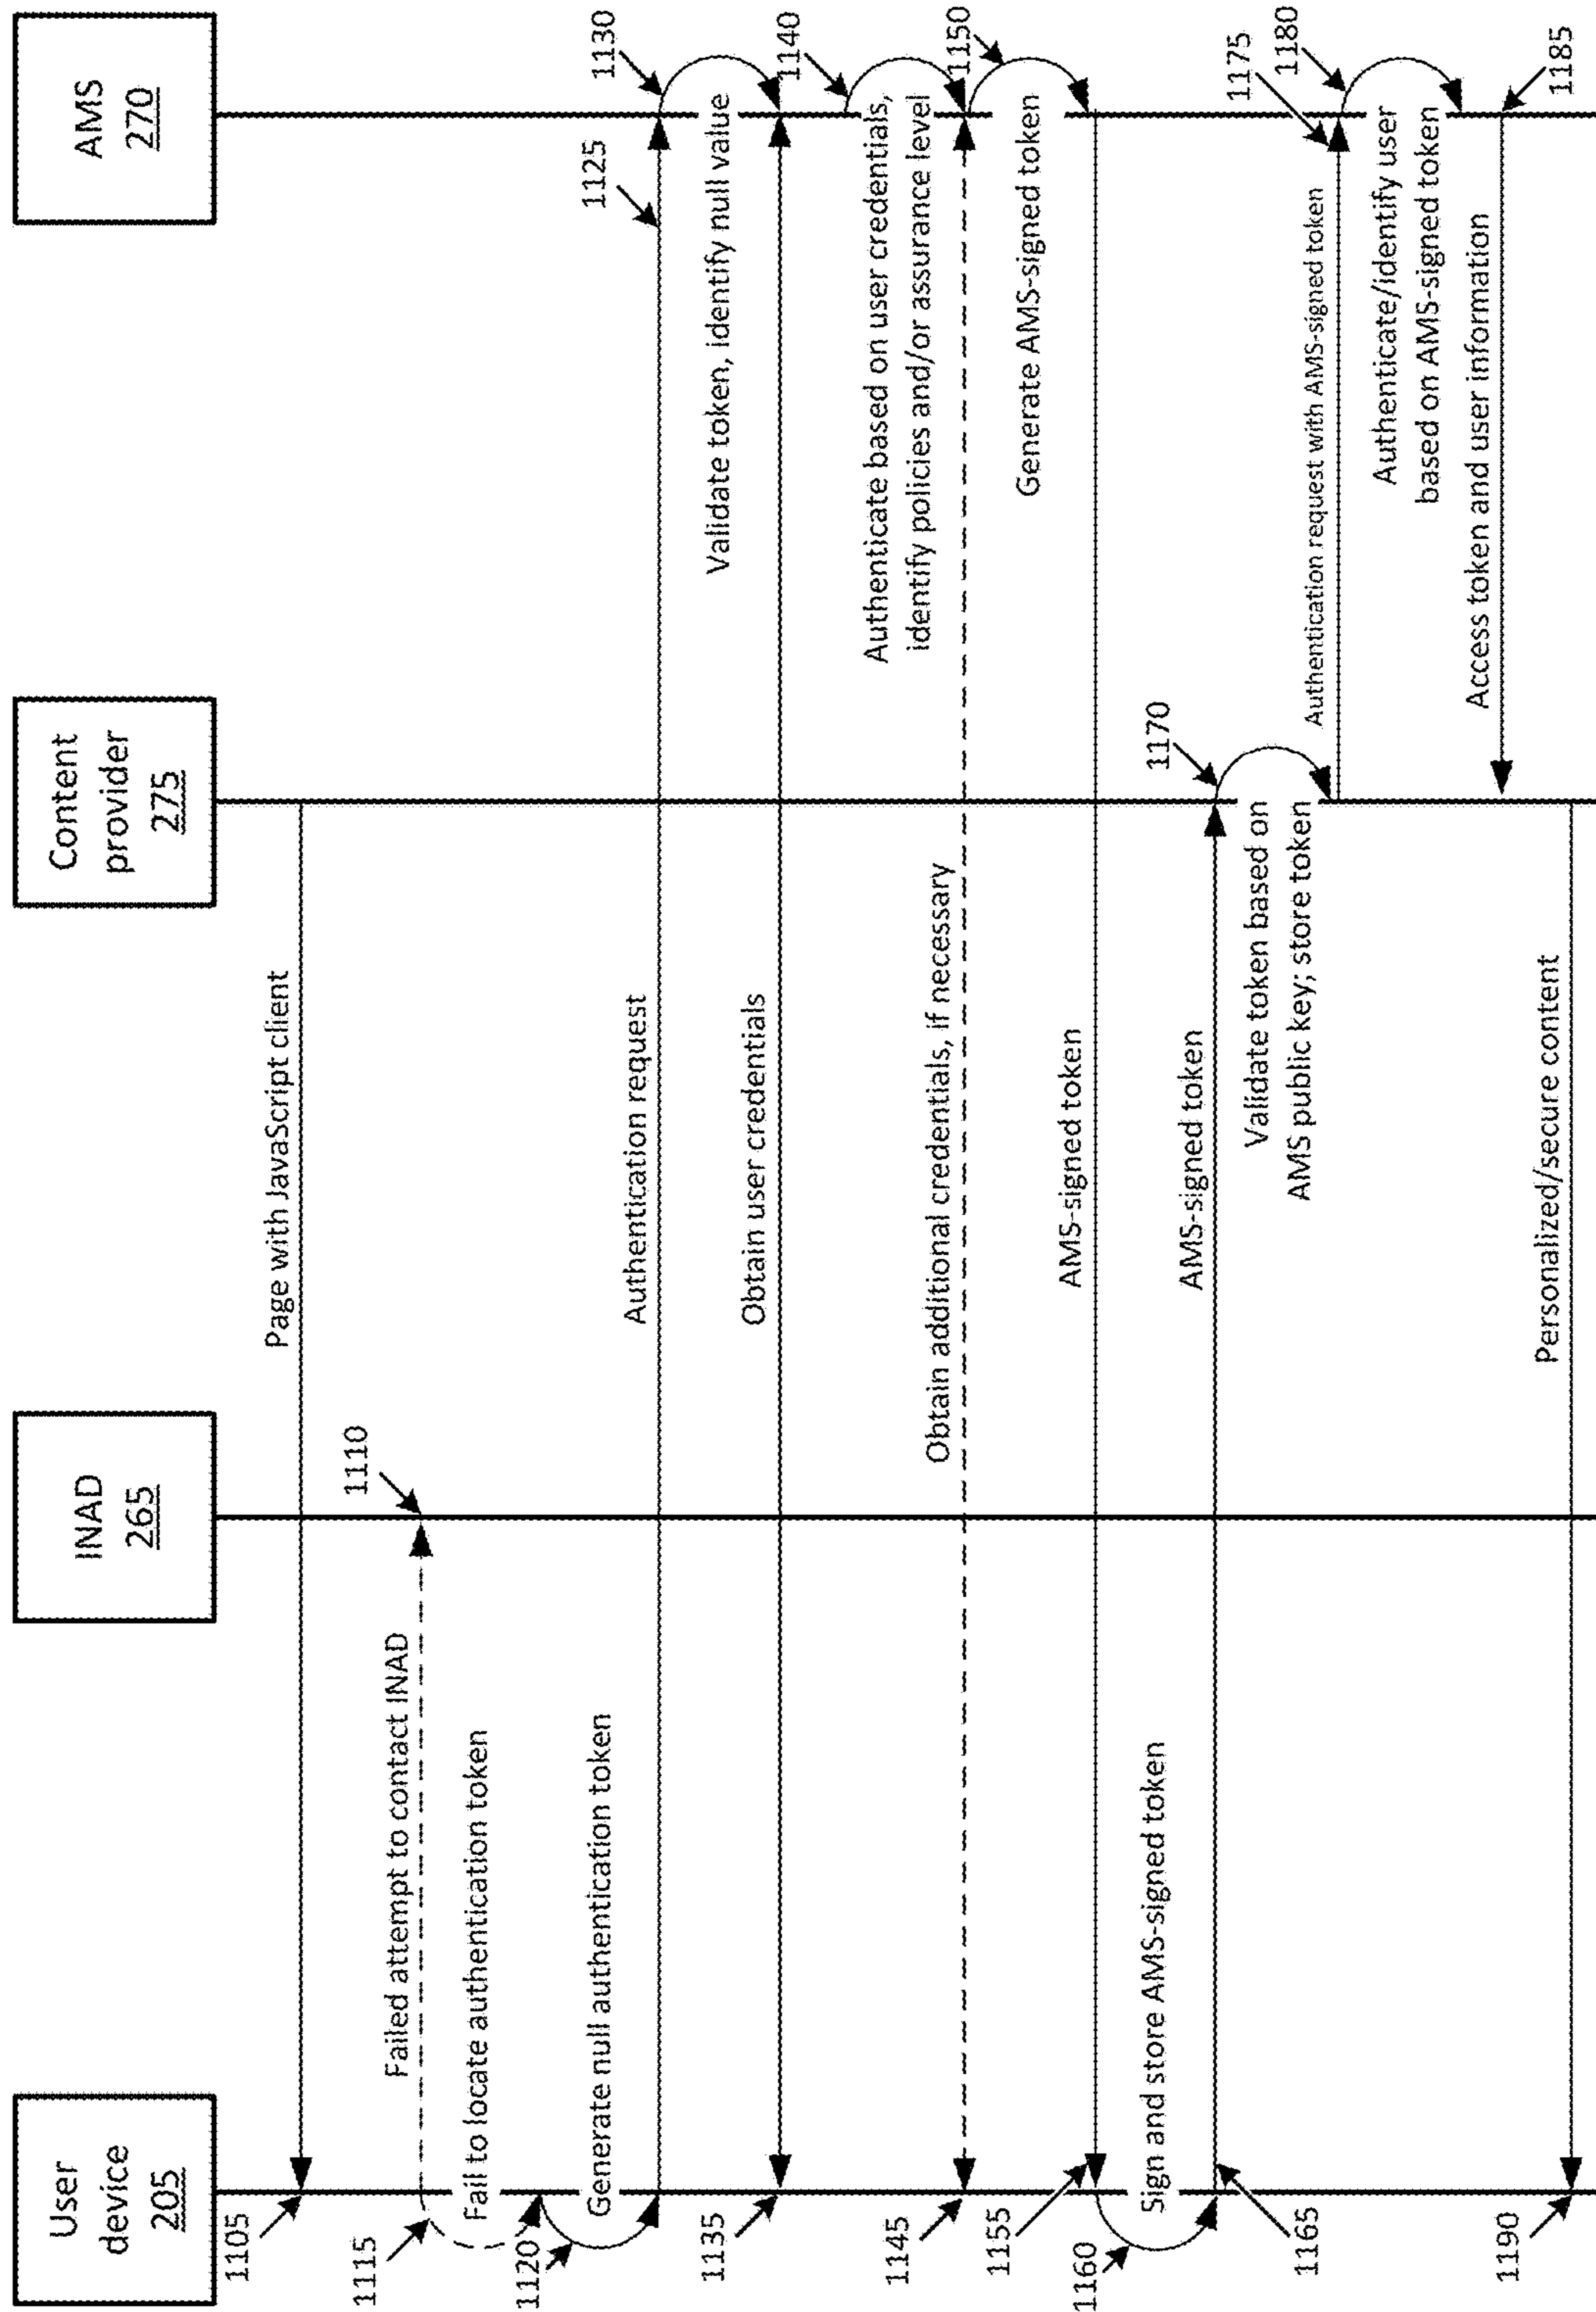 User
device
205
INAD
265
Content
provider
275
AMS
270
1105
Page with JavaScript client
Failed attempt to contact INAD
1110
1115
Fail to locate authentication token
1120
Generate null authentication token
Authentication request
1125
1130
Validate token, identify null value
1135
Obtain user credentials
1140
Authenticate based on user credentials,
identify policies and/or assurance level
1145
Obtain additional credentials, if necessary
1150
Generate AMS-signed token
1155
AMS-signed token
1160
Sign and store AMS-signed token
1165
AMS-signed token
1170
Validate token based on
AMS public key; store token
1175
Authentication request with AMS-signed token
1180
Authenticate/identify user
based on AMS-signed token
Access token and user information
1185
1190
Personalized/secure content